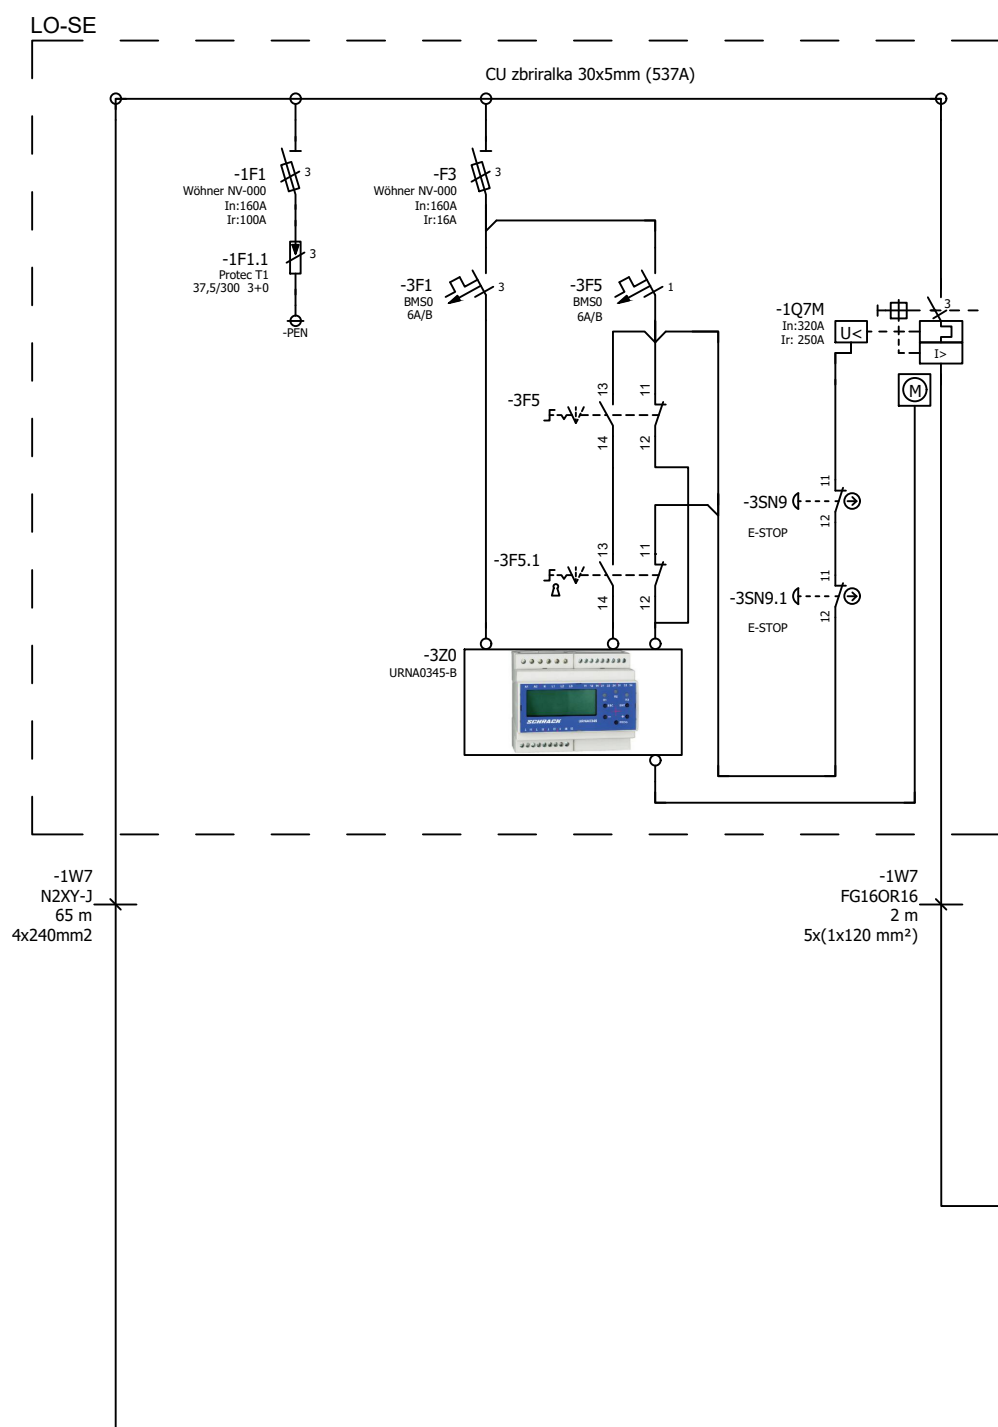 LO-SE
CU zbriralka 30x5mm (537A)
-1F1
Wöhner NV-000
In:160A
Ir:100A
3
-1F1.1
Protec T1
37,5/300 3+0
3
-PEN
-F3
Wöhner NV-000
In:160A
Ir:16A
3
-3F1
BMS0
6A/B
3
-3F5
BMS0
6A/B
1
-1Q7M
In:320A
Ir: 250A
U<
3
I>
M
-3F5
13
14
11
12
-3SN9
E-STOP
11
12
-3F5.1
13
14
11
12
-3SN9.1
E-STOP
11
12
-3Z0
URNA0345-B
SCHRACK
URNA0345
-1W7
N2XY-J
65 m
4x240mm2
-1W7
FG16OR16
2 m
5x(1x120 mm²)